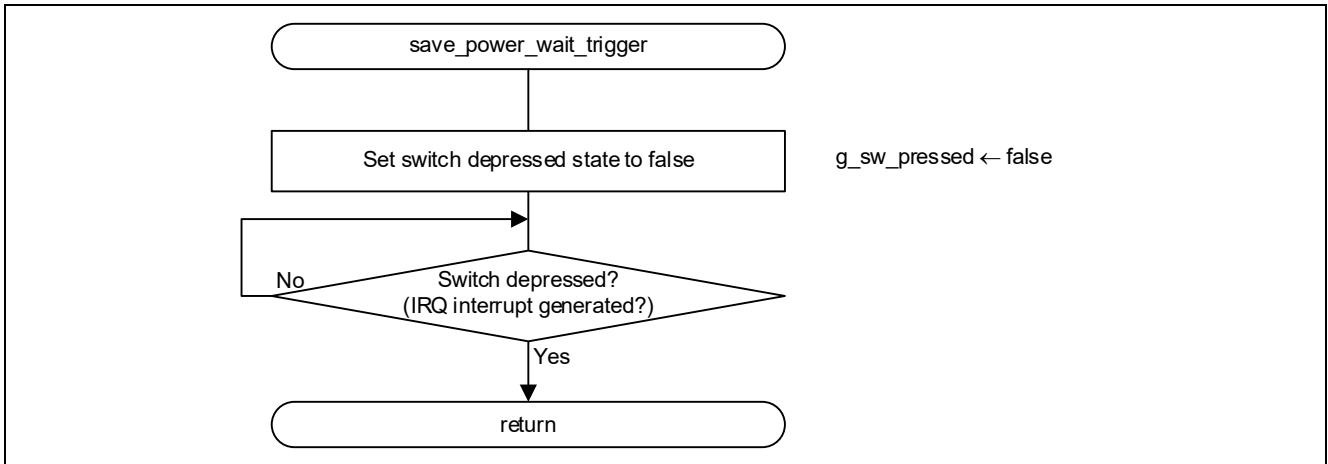 save_power_wait_trigger
Set switch depressed state to false
g_sw_pressed ← false
No
Switch depressed?
(IRQ interrupt generated?)
Yes
return